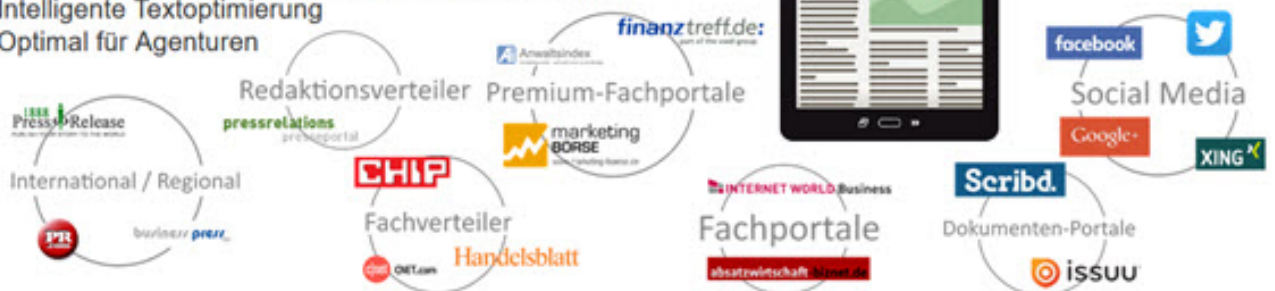 Intelligente Textoptimierung
Optimal für Agenturen
Redaktionsverteiler
pressrelations
presseportal
finanztreff.de:
Anwaltsindex
Premium-Fachportale
marketing
BÖRSE
facebook
Social Media
Google+
XING
Press Release
International / Regional
PR
business press
CHIP
Fachverteiler
cnet
CNET.com
Handelsblatt
INTERNET WORLD Business
Fachportale
absatzwirtschaft-biznet.de
Scribd.
Dokumenten-Portale
issuu